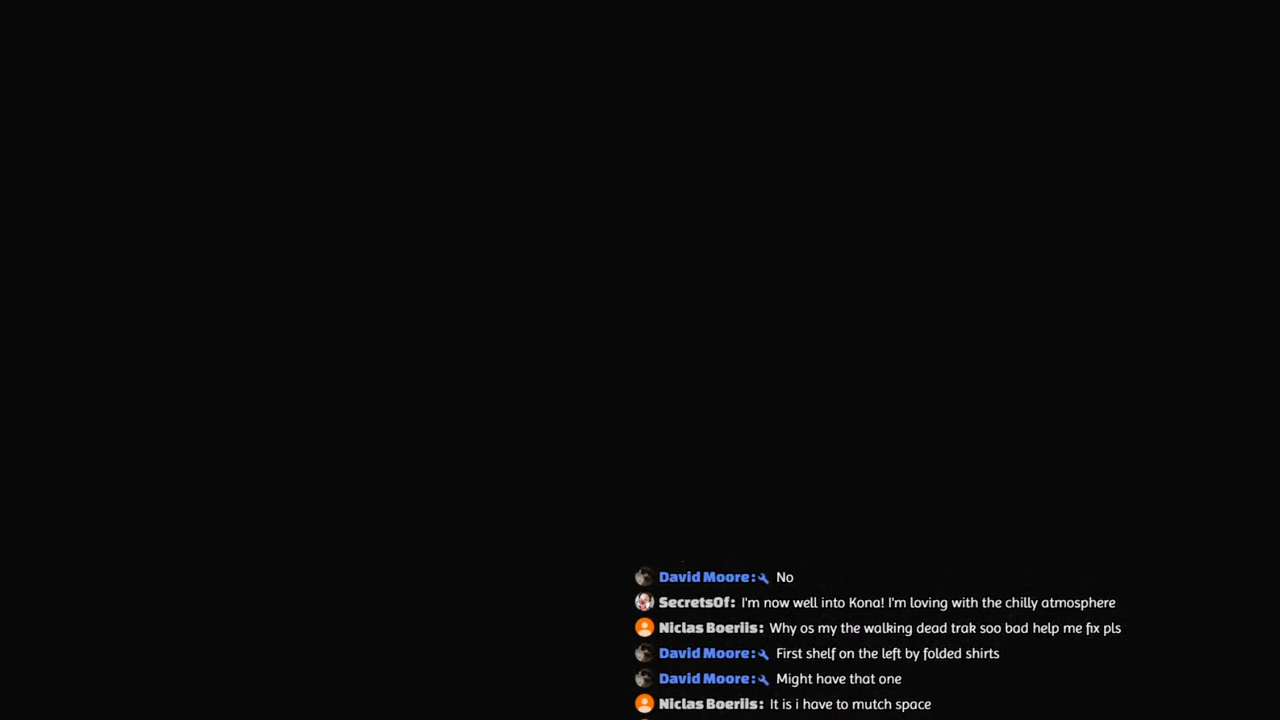 David Moore: No
SecretsOf: I'm now well into Kona! I'm loving with the chilly atmosphere
Niclas Boeriis: Why os my the walking dead trak soo bad help me fix pls
David Moore: First shelf on the left by folded shirts
David Moore: Might have that one
Niclas Boeriis: It is i have to mutch space